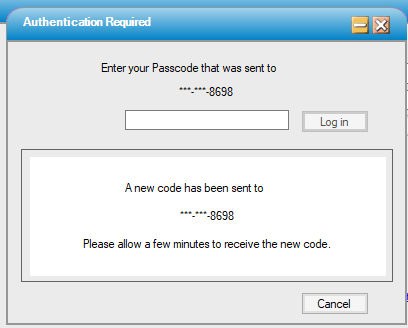 Authentication Required
Enter your Passcode that was sent to
***-***-8698
Log in
A new code has been sent to
***-***-8698
Please allow a few minutes to receive the new code.
Cancel